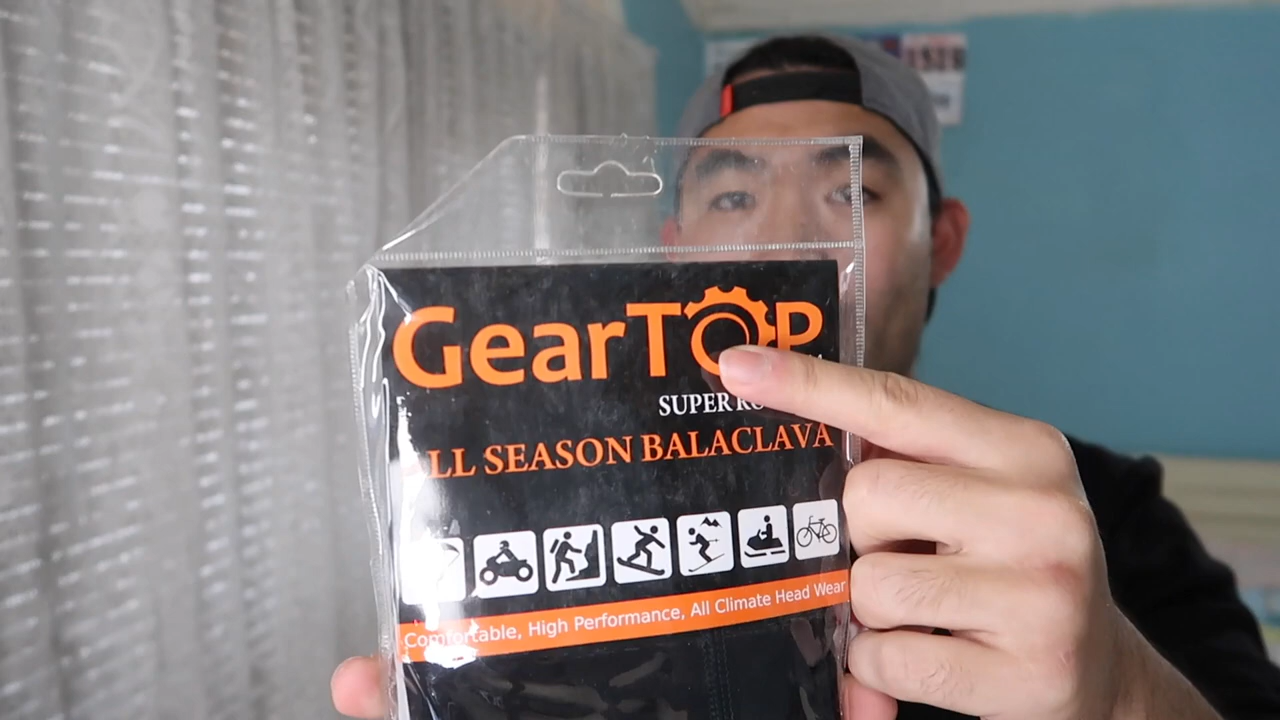 GearTOP
SUPER
LL SEASON BALACLAVA
Comfortable, High Performance, All Climate Head Wear